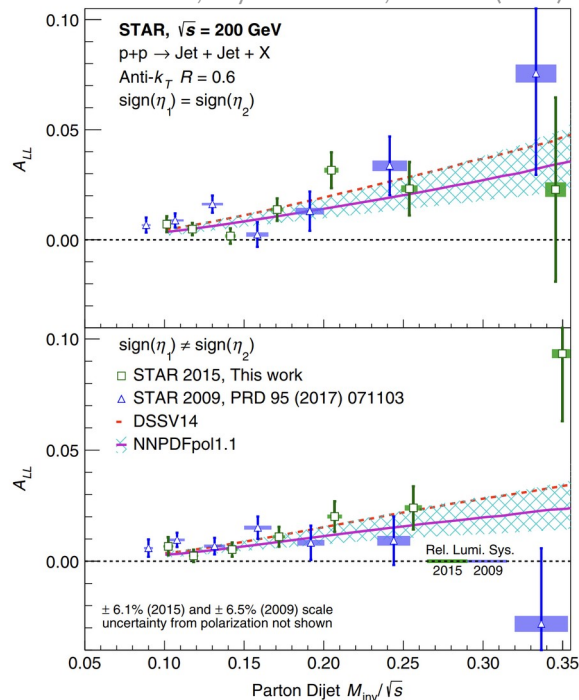 0.10
STAR, √s = 200 GeV
p+p → Jet + Jet + X
Anti-k_T R = 0.6
sign(η₁) = sign(η₂)
0.05
A_LL
0.00
0.10
sign(η₁) ≠ sign(η₂)
STAR 2015, This work
STAR 2009, PRD 95 (2017) 071103
DSSV14
NNPDFpol1.1
0.05
A_LL
Rel. Lumi. Sys.
2015 2009
0.00
± 6.1% (2015) and ± 6.5% (2009) scale
uncertainty from polarization not shown
0.05 0.10 0.15 0.20 0.25 0.30 0.35
Parton Dijet M_inv/√s